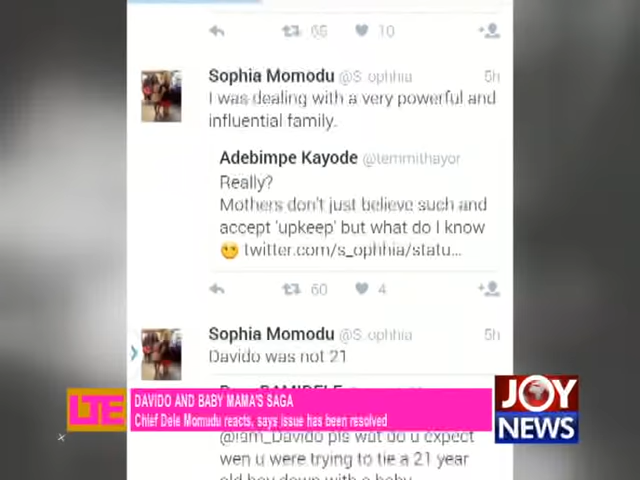 66 10
Sophia Momodu @S_ophhia 5h
I was dealing with a very powerful and
influential family.
Adebimpe Kayode @temmithayor
Really?
Mothers don't just believe such and
accept 'upkeep' but what do I know
twitter.com/s_ophhia/statu...
60 4
Sophia Momodu @S_ophhia 5h
Davido was not 21
LTE
DAVIDO AND BABY MAMA'S SAGA
Chief Dele Momudu reacts, says issue has been resolved
JOY
NEWS
@iam_Davido pls wat do u expect
wen u were trying to tie a 21 year
old boy down with a baby